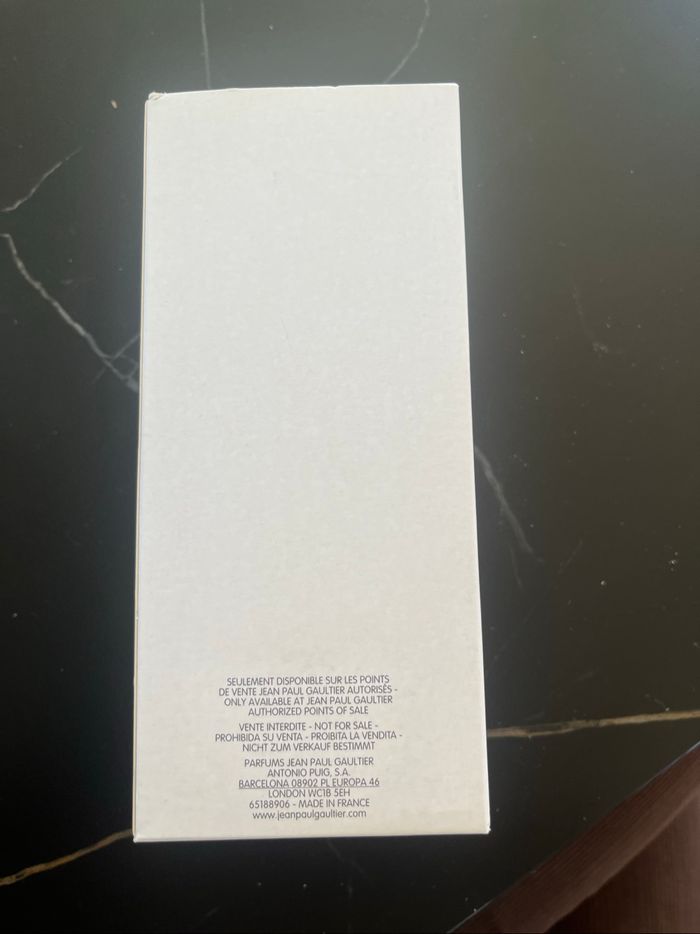 SEULEMENT DISPONIBLE SUR LES POINTS
DE VENTE JEAN PAUL GAULTIER AUTORISÉS -
ONLY AVAILABLE AT JEAN PAUL GAULTIER
AUTHORIZED POINTS OF SALE
VENTE INTERDITE - NOT FOR SALE -
PROHIBIDA SU VENTA - PROIBITA LA VENDITA -
NICHT ZUM VERKAUF BESTIMMT
PARFUMS JEAN PAUL GAULTIER
ANTONIO PUIG, S.A.
BARCELONA 08902 PL EUROPA 46
LONDON WC1B 5EH
65188906 - MADE IN FRANCE
www.jeanpaulgaultier.com